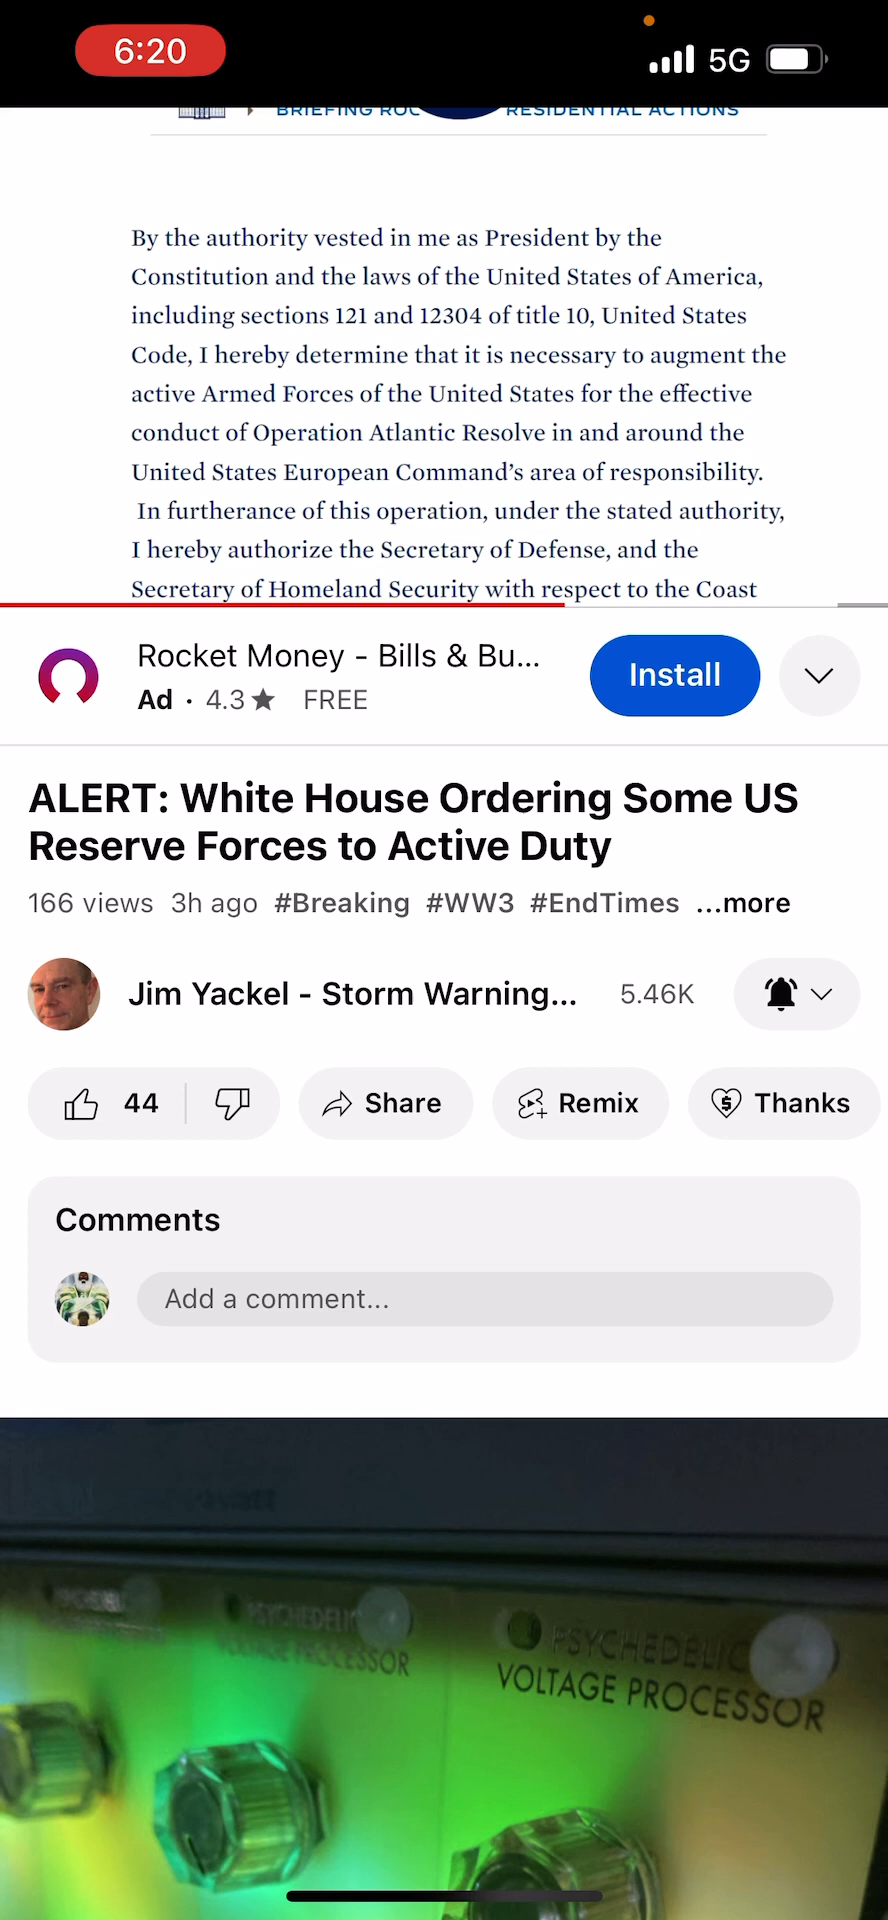 6:20
5G
BRIEFING ROO
RESIDENTIAL ACTIONS
By the authority vested in me as President by the
Constitution and the laws of the United States of America,
including sections 121 and 12304 of title 10, United States
Code, I hereby determine that it is necessary to augment the
active Armed Forces of the United States for the effective
conduct of Operation Atlantic Resolve in and around the
United States European Command’s area of responsibility.
In furtherance of this operation, under the stated authority,
I hereby authorize the Secretary of Defense, and the
Secretary of Homeland Security with respect to the Coast
Rocket Money - Bills & Bu...
Ad · 4.3★ FREE
Install
ALERT: White House Ordering Some US
Reserve Forces to Active Duty
166 views 3h ago #Breaking #WW3 #EndTimes ...more
Jim Yackel - Storm Warning... 5.46K
44
Share
Remix
Thanks
Comments
Add a comment...
PSYCHEDELIC
VOLTAGE PROCESSOR
PSYCHEDELIC
VOLTAGE PROCESSOR